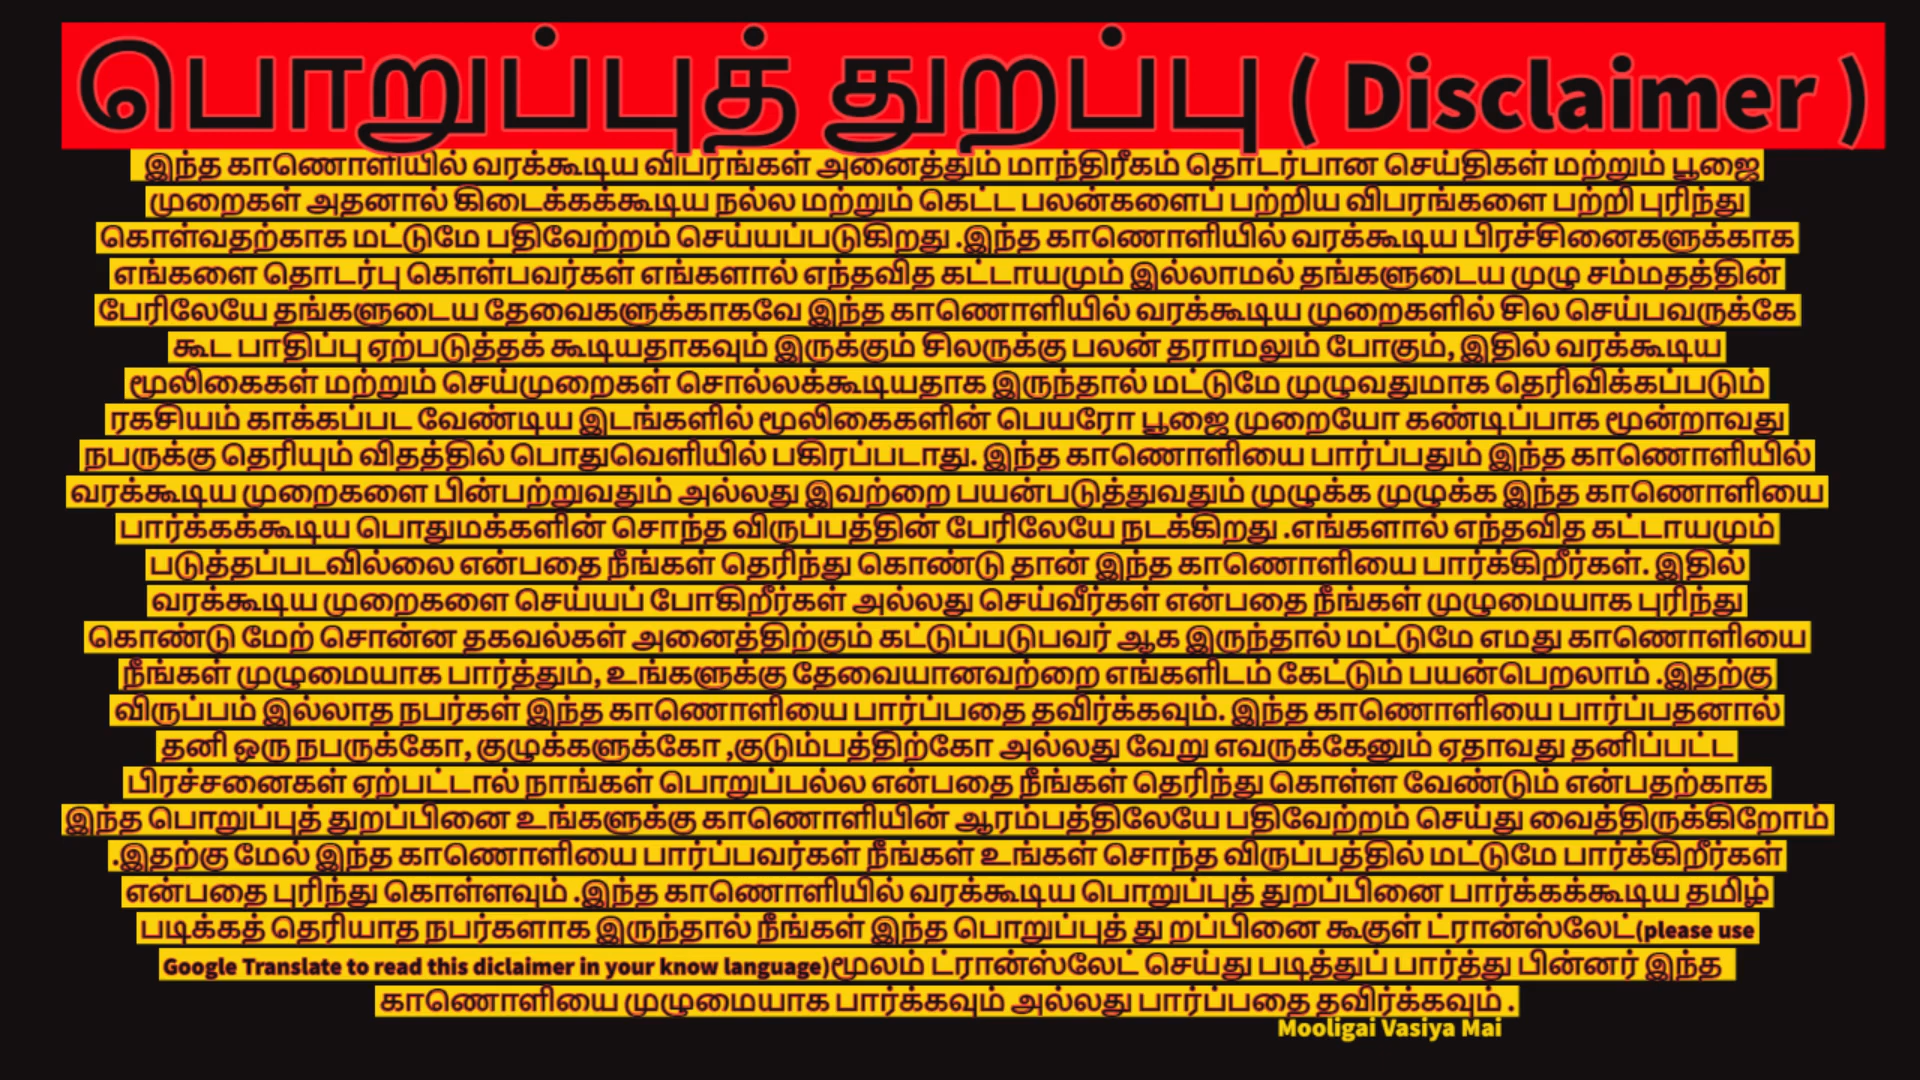 பொறுப்புத் துறப்பு ( Disclaimer )
இந்த காணொளியில் வரக்கூடிய விபரங்கள் அனைத்தும் மாந்திரீகம் தொடர்பான செய்திகள் மற்றும் பூஜை
முறைகள் அதனால் கிடைக்கக்கூடிய நல்ல மற்றும் கெட்ட பலன்களைப் பற்றிய விபரங்களை பற்றி புரிந்து
கொள்வதற்காக மட்டுமே பதிவேற்றம் செய்யப்படுகிறது .இந்த காணொளியில் வரக்கூடிய பிரச்சினைகளுக்காக
எங்களை தொடர்பு கொள்பவர்கள் எங்களால் எந்தவித கட்டாயமும் இல்லாமல் தங்களுடைய முழு சம்மதத்தின்
பேரிலேயே தங்களுடைய தேவைகளுக்காகவே இந்த காணொளியில் வரக்கூடிய முறைகளில் சில செய்பவருக்கே
கூட பாதிப்பு ஏற்படுத்தக் கூடியதாகவும் இருக்கும் சிலருக்கு பலன் தராமலும் போகும், இதில் வரக்கூடிய
மூலிகைகள் மற்றும் செய்முறைகள் சொல்லக்கூடியதாக இருந்தால் மட்டுமே முழுவதுமாக தெரிவிக்கப்படும்
ரகசியம் காக்கப்பட வேண்டிய இடங்களில் மூலிகைகளின் பெயரோ பூஜை முறையோ கண்டிப்பாக மூன்றாவது
நபருக்கு தெரியும் விதத்தில் பொதுவெளியில் பகிரப்படாது. இந்த காணொளியை பார்ப்பதும் இந்த காணொளியில்
வரக்கூடிய முறைகளை பின்பற்றுவதும் அல்லது இவற்றை பயன்படுத்துவதும் முழுக்க முழுக்க இந்த காணொளியை
பார்க்கக்கூடிய பொதுமக்களின் சொந்த விருப்பத்தின் பேரிலேயே நடக்கிறது .எங்களால் எந்தவித கட்டாயமும்
படுத்தப்படவில்லை என்பதை நீங்கள் தெரிந்து கொண்டு தான் இந்த காணொளியை பார்க்கிறீர்கள். இதில்
வரக்கூடிய முறைகளை செய்யப் போகிறீர்கள் அல்லது செய்வீர்கள் என்பதை நீங்கள் முழுமையாக புரிந்து
கொண்டு மேற் சொன்ன தகவல்கள் அனைத்திற்கும் கட்டுப்படுபவர் ஆக இருந்தால் மட்டுமே எமது காணொளியை
நீங்கள் முழுமையாக பார்த்தும், உங்களுக்கு தேவையானவற்றை எங்களிடம் கேட்டும் பயன்பெறலாம் .இதற்கு
விருப்பம் இல்லாத நபர்கள் இந்த காணொளியை பார்ப்பதை தவிர்க்கவும். இந்த காணொளியை பார்ப்பதனால்
தனி ஒரு நபருக்கோ, குழுக்களுக்கோ ,குடும்பத்திற்கோ அல்லது வேறு எவருக்கேனும் ஏதாவது தனிப்பட்ட
பிரச்சனைகள் ஏற்பட்டால் நாங்கள் பொறுப்பல்ல என்பதை நீங்கள் தெரிந்து கொள்ள வேண்டும் என்பதற்காக
இந்த பொறுப்புத் துறப்பினை உங்களுக்கு காணொளியின் ஆரம்பத்திலேயே பதிவேற்றம் செய்து வைத்திருக்கிறோம்
.இதற்கு மேல் இந்த காணொளியை பார்ப்பவர்கள் நீங்கள் உங்கள் சொந்த விருப்பத்தில் மட்டுமே பார்க்கிறீர்கள்
என்பதை புரிந்து கொள்ளவும் .இந்த காணொளியில் வரக்கூடிய பொறுப்புத் துறப்பினை பார்க்கக்கூடிய தமிழ்
படிக்கத் தெரியாத நபர்களாக இருந்தால் நீங்கள் இந்த பொறுப்புத் து றப்பினை கூகுள் ட்ரான்ஸ்லேட்(please use
Google Translate to read this diclaimer in your know language)மூலம் ட்ரான்ஸ்லேட் செய்து படித்துப் பார்த்து பின்னர் இந்த
காணொளியை முழுமையாக பார்க்கவும் அல்லது பார்ப்பதை தவிர்க்கவும் .
Mooligai Vasiya Mai